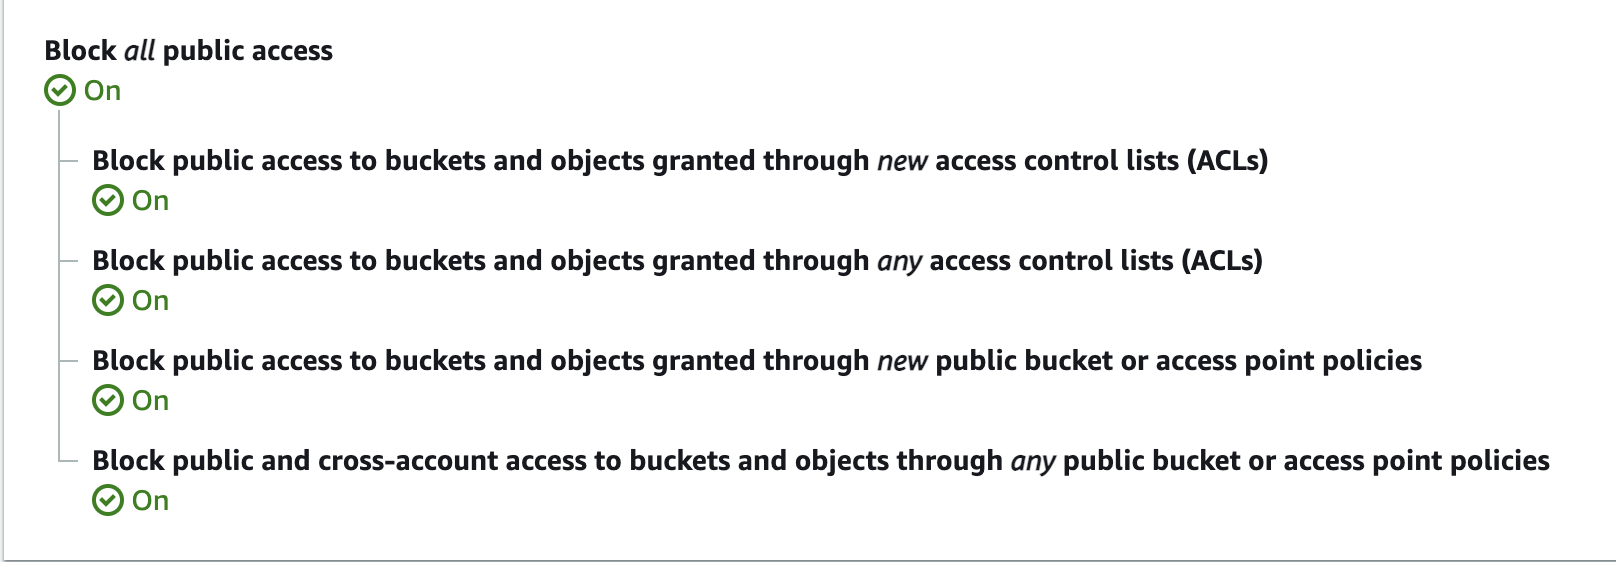 Block all public access
On
Block public access to buckets and objects granted through new access control lists (ACLs)
On
Block public access to buckets and objects granted through any access control lists (ACLs)
On
Block public access to buckets and objects granted through new public bucket or access point policies
On
Block public and cross-account access to buckets and objects through any public bucket or access point policies
On